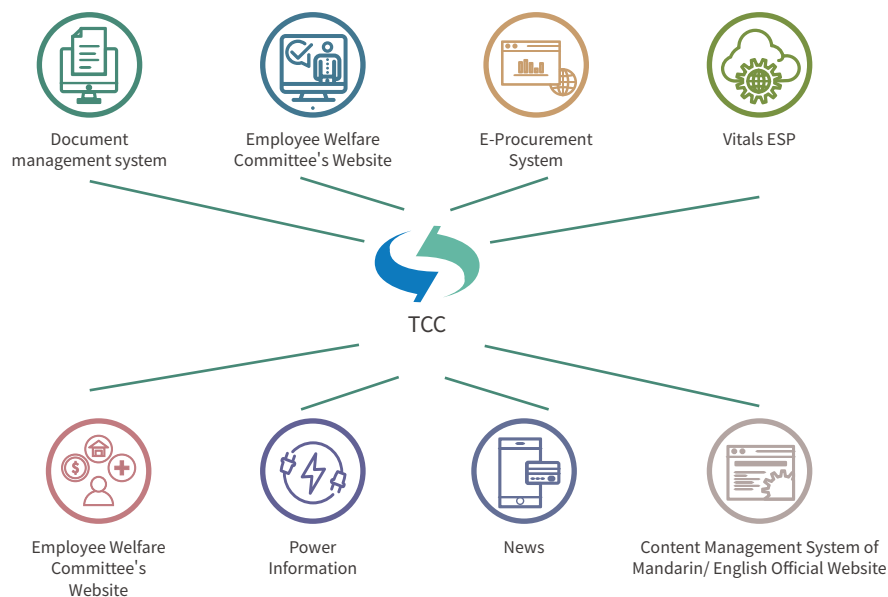 Document
management system
Employee Welfare
Committee's Website
E-Procurement
System
Vitals ESP
TCC
Employee Welfare
Committee's
Website
Power
Information
News
Content Management System of
Mandarin/ English Official Website